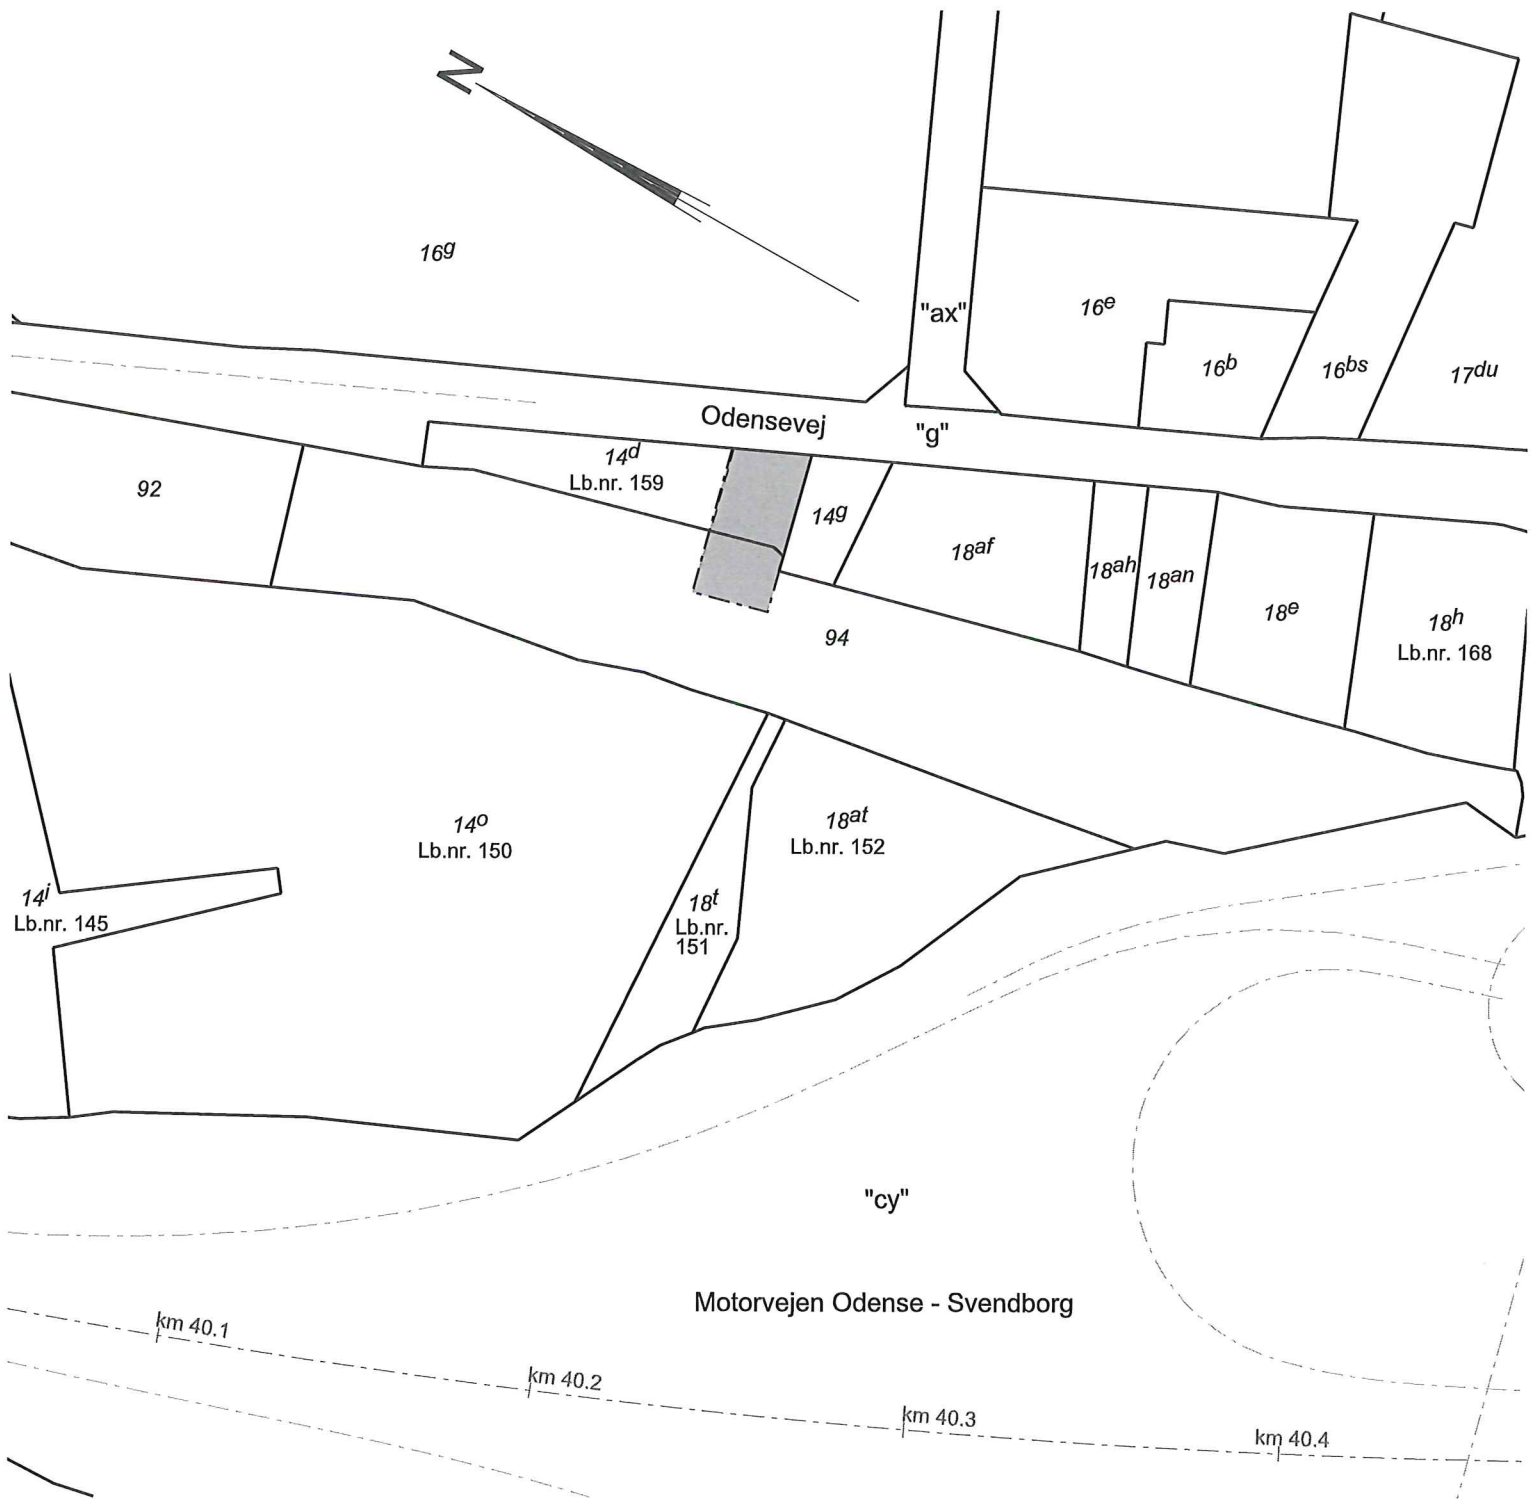 N
16g
"ax"
16e
16b
16bs
17du
Odensevej
"g"
14d
Lb.nr. 159
92
14g
18af
18ah
18an
18e
18h
Lb.nr. 168
94
14o
Lb.nr. 150
18at
Lb.nr. 152
14i
Lb.nr. 145
18t
Lb.nr.
151
"cy"
Motorvejen Odense - Svendborg
km 40.1
km 40.2
km 40.3
km 40.4